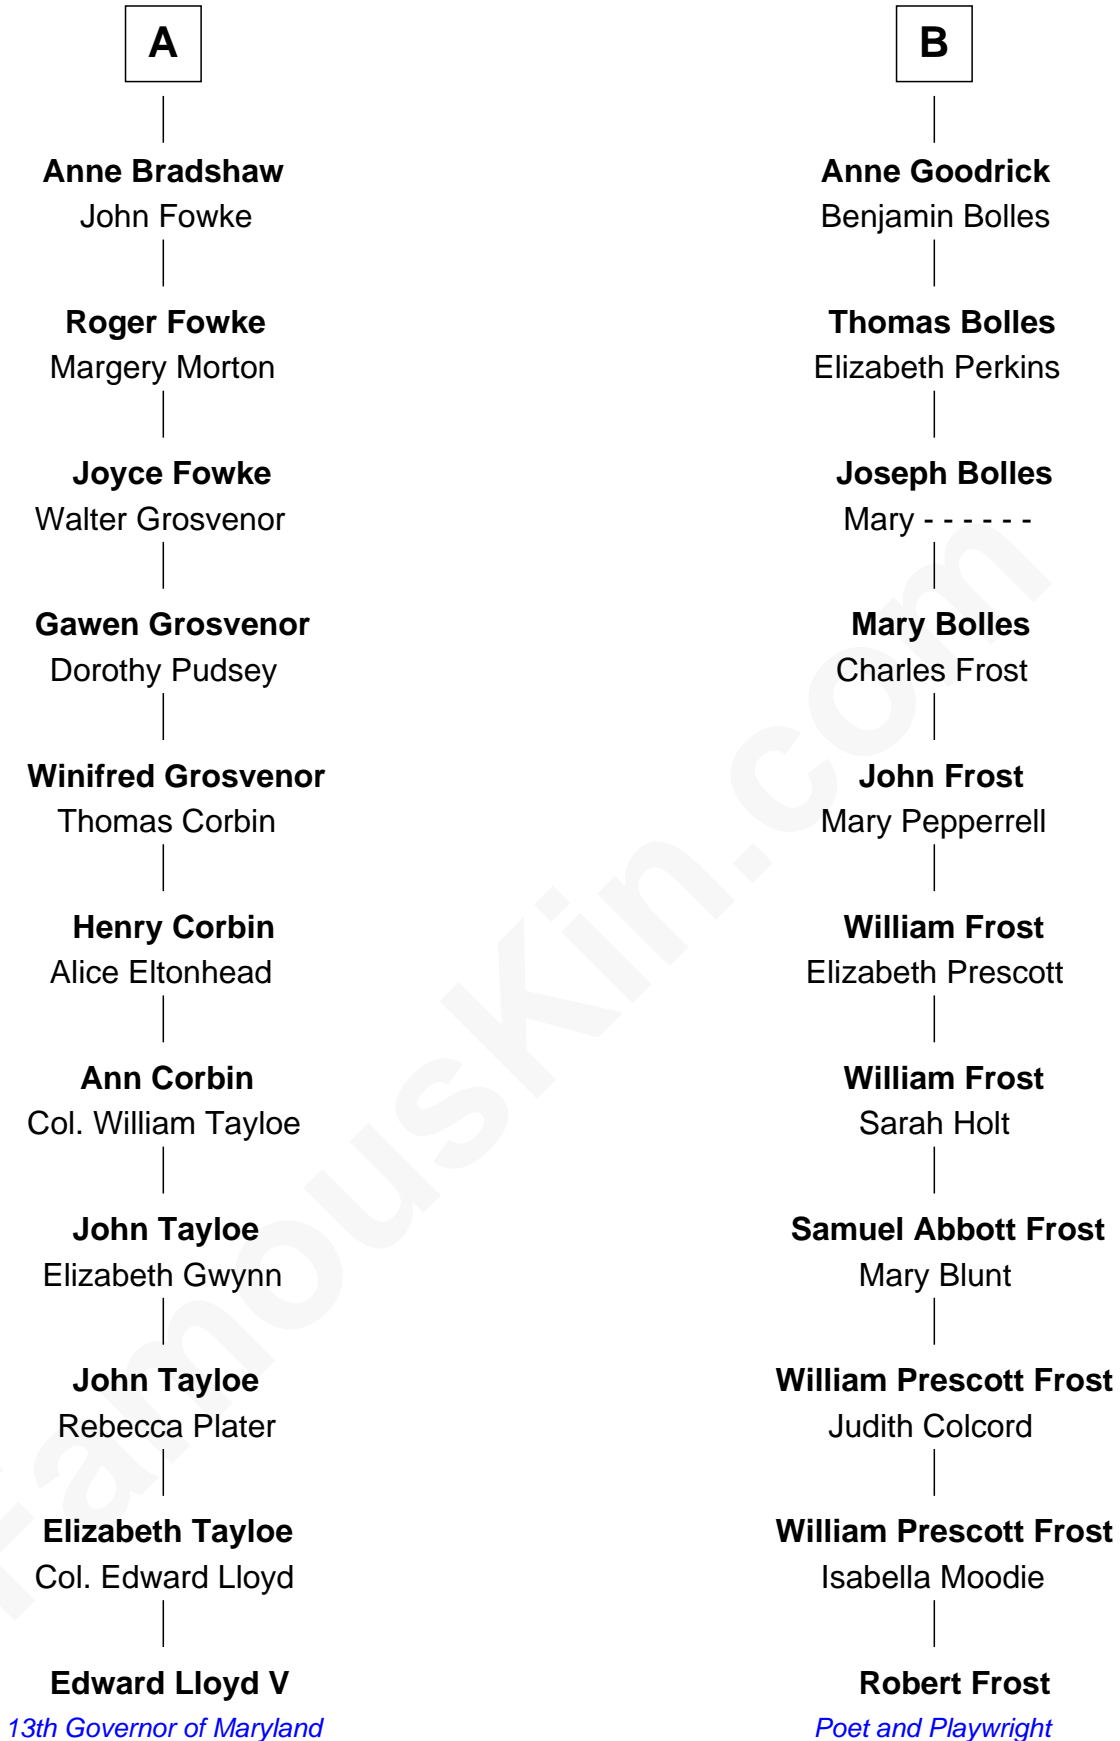 A
Anne Bradshaw
John Fowke
Roger Fowke
Margery Morton
Joyce Fowke
Walter Grosvenor
Gawen Grosvenor
Dorothy Pudsey
Winifred Grosvenor
Thomas Corbin
Henry Corbin
Alice Eltonhead
Ann Corbin
Col. William Tayloe
John Tayloe
Elizabeth Gwynn
John Tayloe
Rebecca Plater
Elizabeth Tayloe
Col. Edward Lloyd
Edward Lloyd V
13th Governor of Maryland
B
Anne Goodrick
Benjamin Bolles
Thomas Bolles
Elizabeth Perkins
Joseph Bolles
Mary - - - - - -
Mary Bolles
Charles Frost
John Frost
Mary Pepperrell
William Frost
Elizabeth Prescott
William Frost
Sarah Holt
Samuel Abbott Frost
Mary Blunt
William Prescott Frost
Judith Colcord
William Prescott Frost
Isabella Moodie
Robert Frost
Poet and Playwright
FamousKin.com